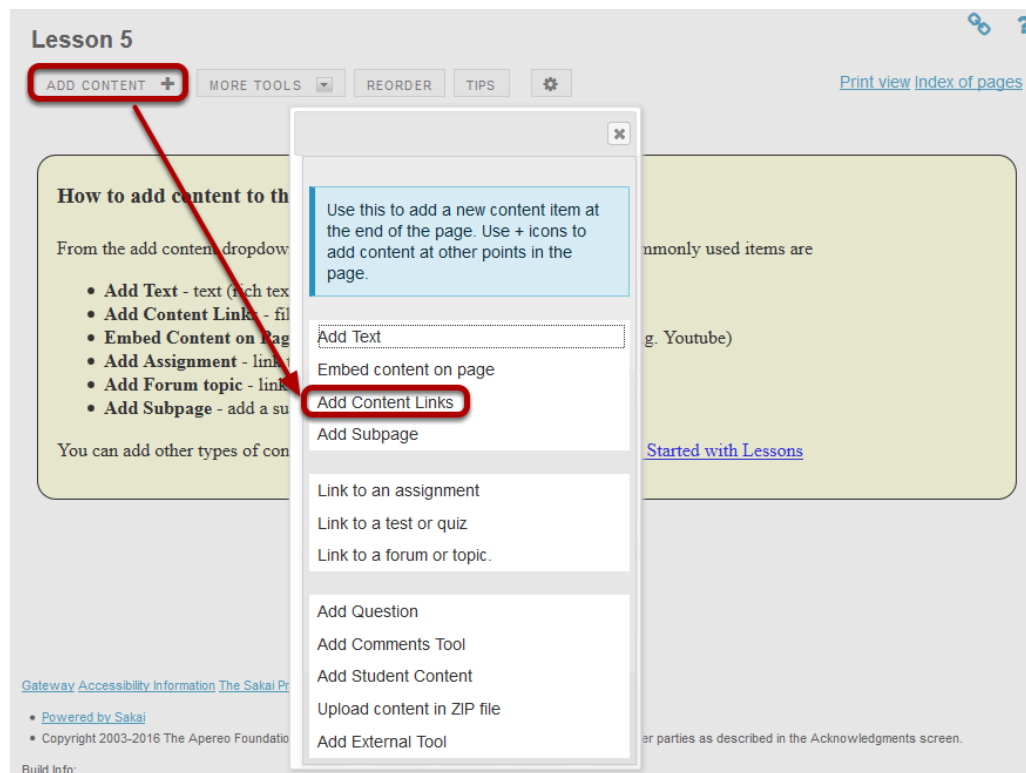 Lesson 5
ADD CONTENT
MORE TOOLS
REORDER
TIPS
Print view Index of pages
How to add content to th
From the add content dropdow
mmonly used items are
Add Text - text (rich tex
Add Content Links - fil
Embed Content on Pag
g. Youtube)
Add Assignment - link t
Add Forum topic - link
Add Subpage - add a su
You can add other types of con
Started with Lessons
Use this to add a new content item at
the end of the page. Use + icons to
add content at other points in the
page.
Add Text
Embed content on page
Add Content Links
Add Subpage
Link to an assignment
Link to a test or quiz
Link to a forum or topic.
Add Question
Add Comments Tool
Add Student Content
Upload content in ZIP file
Add External Tool
Gateway Accessibility Information The Sakai Pr
Powered by Sakai
Copyright 2003-2016 The Apereo Foundatio
er parties as described in the Acknowledgments screen.
Build Info: